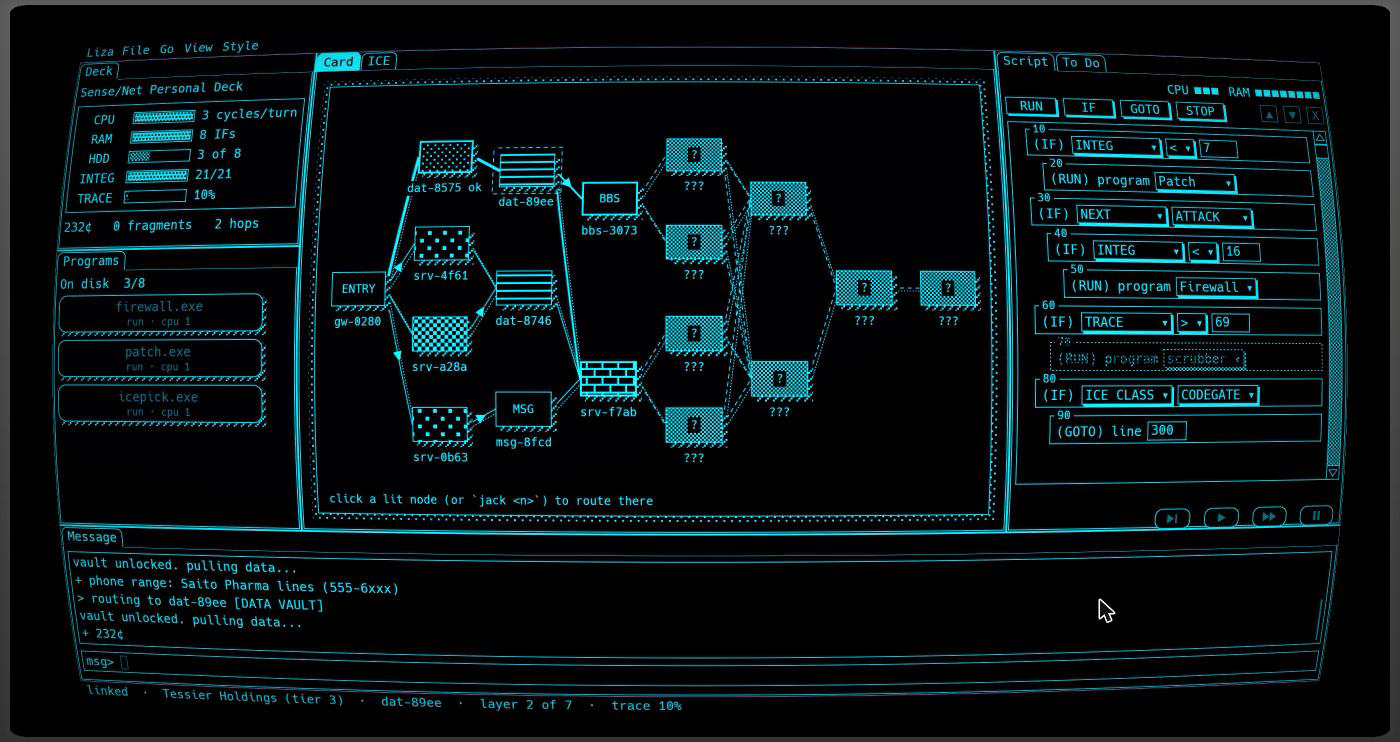 Liza File Go View Style
Deck
Sense/Net Personal Deck
CPU 3 cycles/turn
RAM 8 IFs
HDD 3 of 8
INTEG 21/21
TRACE 10%
232¢ 0 fragments 2 hops
Programs
On disk 3/8
firewall.exe
run · cpu 1
patch.exe
run · cpu 1
icepick.exe
run · cpu 1
Card ICE
dat-8575 ok
dat-89ee
BBS
bbs-3073
?
???
?
???
?
???
srv-4f61
ENTRY
gw-0280
dat-8746
?
???
?
???
srv-a28a
?
???
srv-f7ab
?
???
MSG
msg-8fcd
srv-0b63
?
???
click a lit node (or `jack <n>`) to route there
Script To Do
CPU RAM
RUN IF GOTO STOP X
10
(IF) INTEG < 7
20
(RUN) program Patch
30
(IF) NEXT ATTACK
40
(IF) INTEG < 16
50
(RUN) program Firewall
60
(IF) TRACE > 69
70
(RUN) program scrubber
80
(IF) ICE CLASS CODEGATE
90
(GOTO) line 300
Message
vault unlocked. pulling data...
+ phone range: Saito Pharma lines (555-6xxx)
> routing to dat-89ee [DATA VAULT]
vault unlocked. pulling data...
+ 232¢
msg>
linked · Tessier Holdings (tier 3) · dat-89ee · layer 2 of 7 · trace 10%